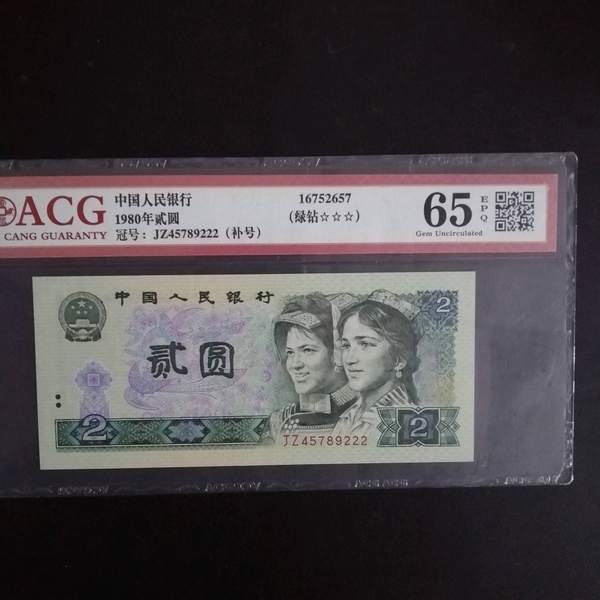 ACG
CANG GUARANTY
中国人民银行
1980年贰圆
冠号：JZ45789222（补号）
16752657
（绿钻☆☆☆）
65
EPQ
Gem Uncirculated
中国人民银行
2
贰圆
2
JZ45789222
2